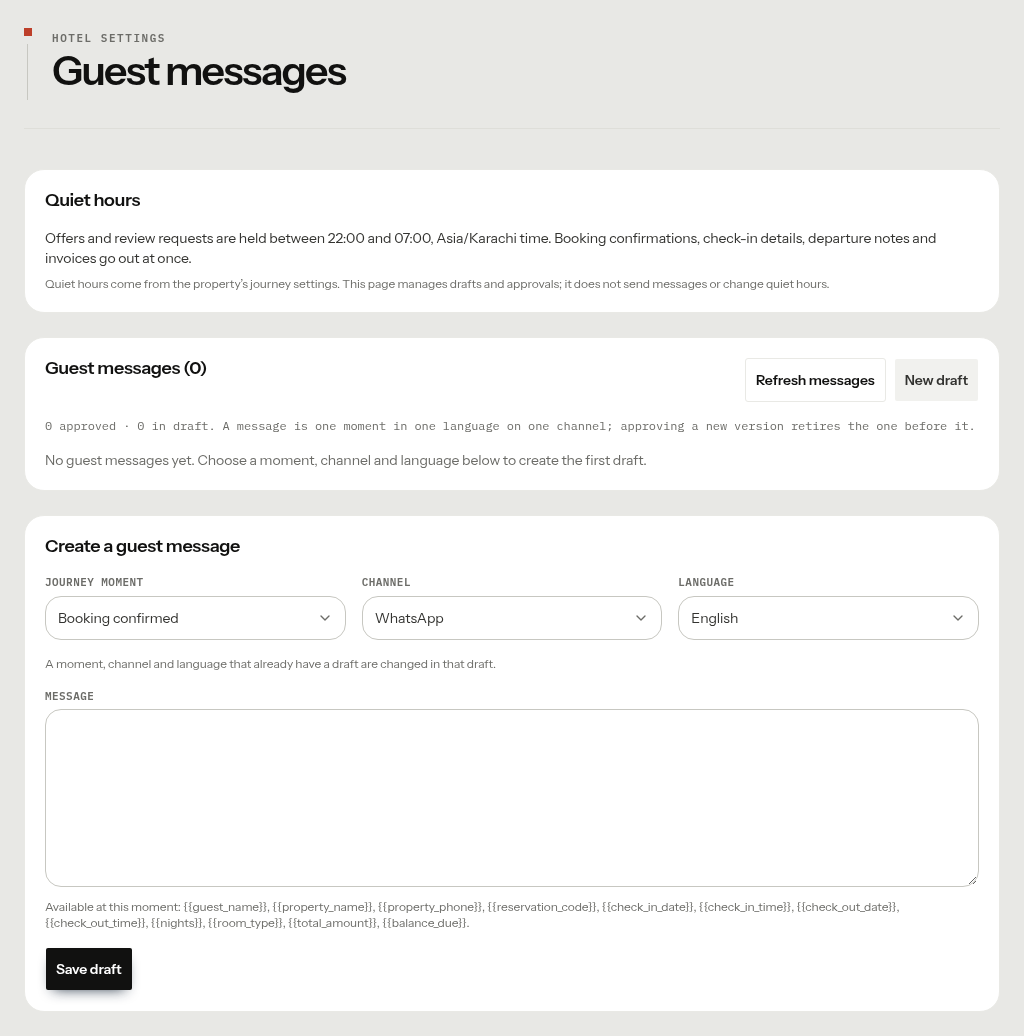 HOTEL SETTINGS
Guest messages
Quiet hours
Offers and review requests are held between 22:00 and 07:00, Asia/Karachi time. Booking confirmations, check-in details, departure notes and
invoices go out at once.
Quiet hours come from the property's journey settings. This page manages drafts and approvals; it does not send messages or change quiet hours.
Guest messages (0)
Refresh messages
New draft
0 approved · 0 in draft. A message is one moment in one language on one channel; approving a new version retires the one before it.
No guest messages yet. Choose a moment, channel and language below to create the first draft.
Create a guest message
JOURNEY MOMENT
CHANNEL
LANGUAGE
Booking confirmed
WhatsApp
English
A moment, channel and language that already have a draft are changed in that draft.
MESSAGE
Available at this moment: {{guest_name}}, {{property_name}}, {{property_phone}}, {{reservation_code}}, {{check_in_date}}, {{check_in_time}}, {{check_out_date}},
{{check_out_time}}, {{nights}}, {{room_type}}, {{total_amount}}, {{balance_due}}.
Save draft